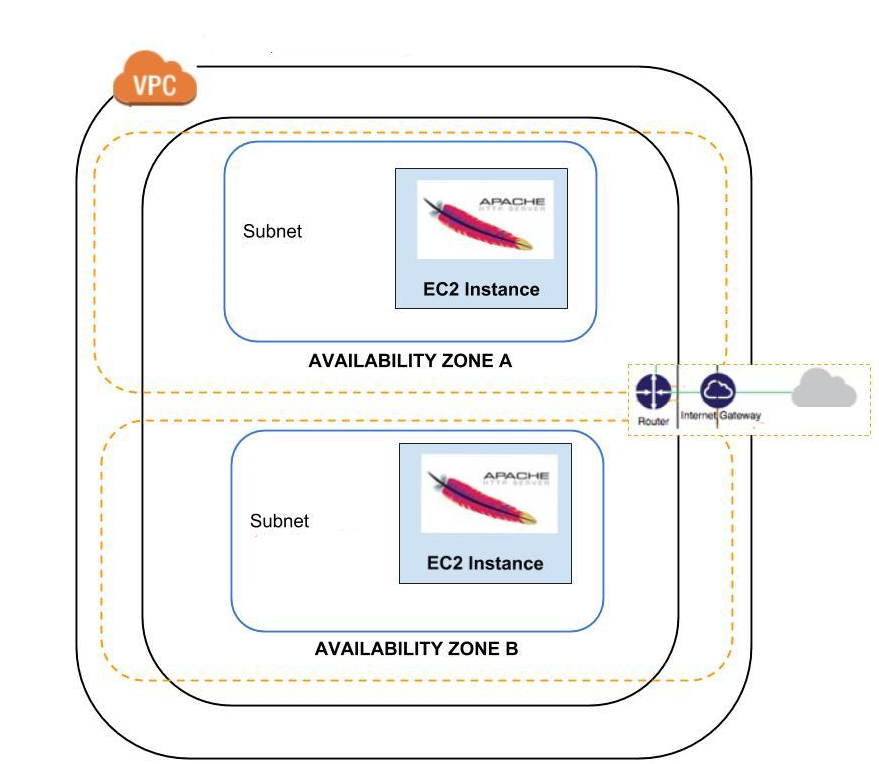 VPC
APACHE
HTTP SERVER
Subnet
EC2 Instance
AVAILABILITY ZONE A
Router
Internet Gateway
APACHE
HTTP SERVER
Subnet
EC2 Instance
AVAILABILITY ZONE B